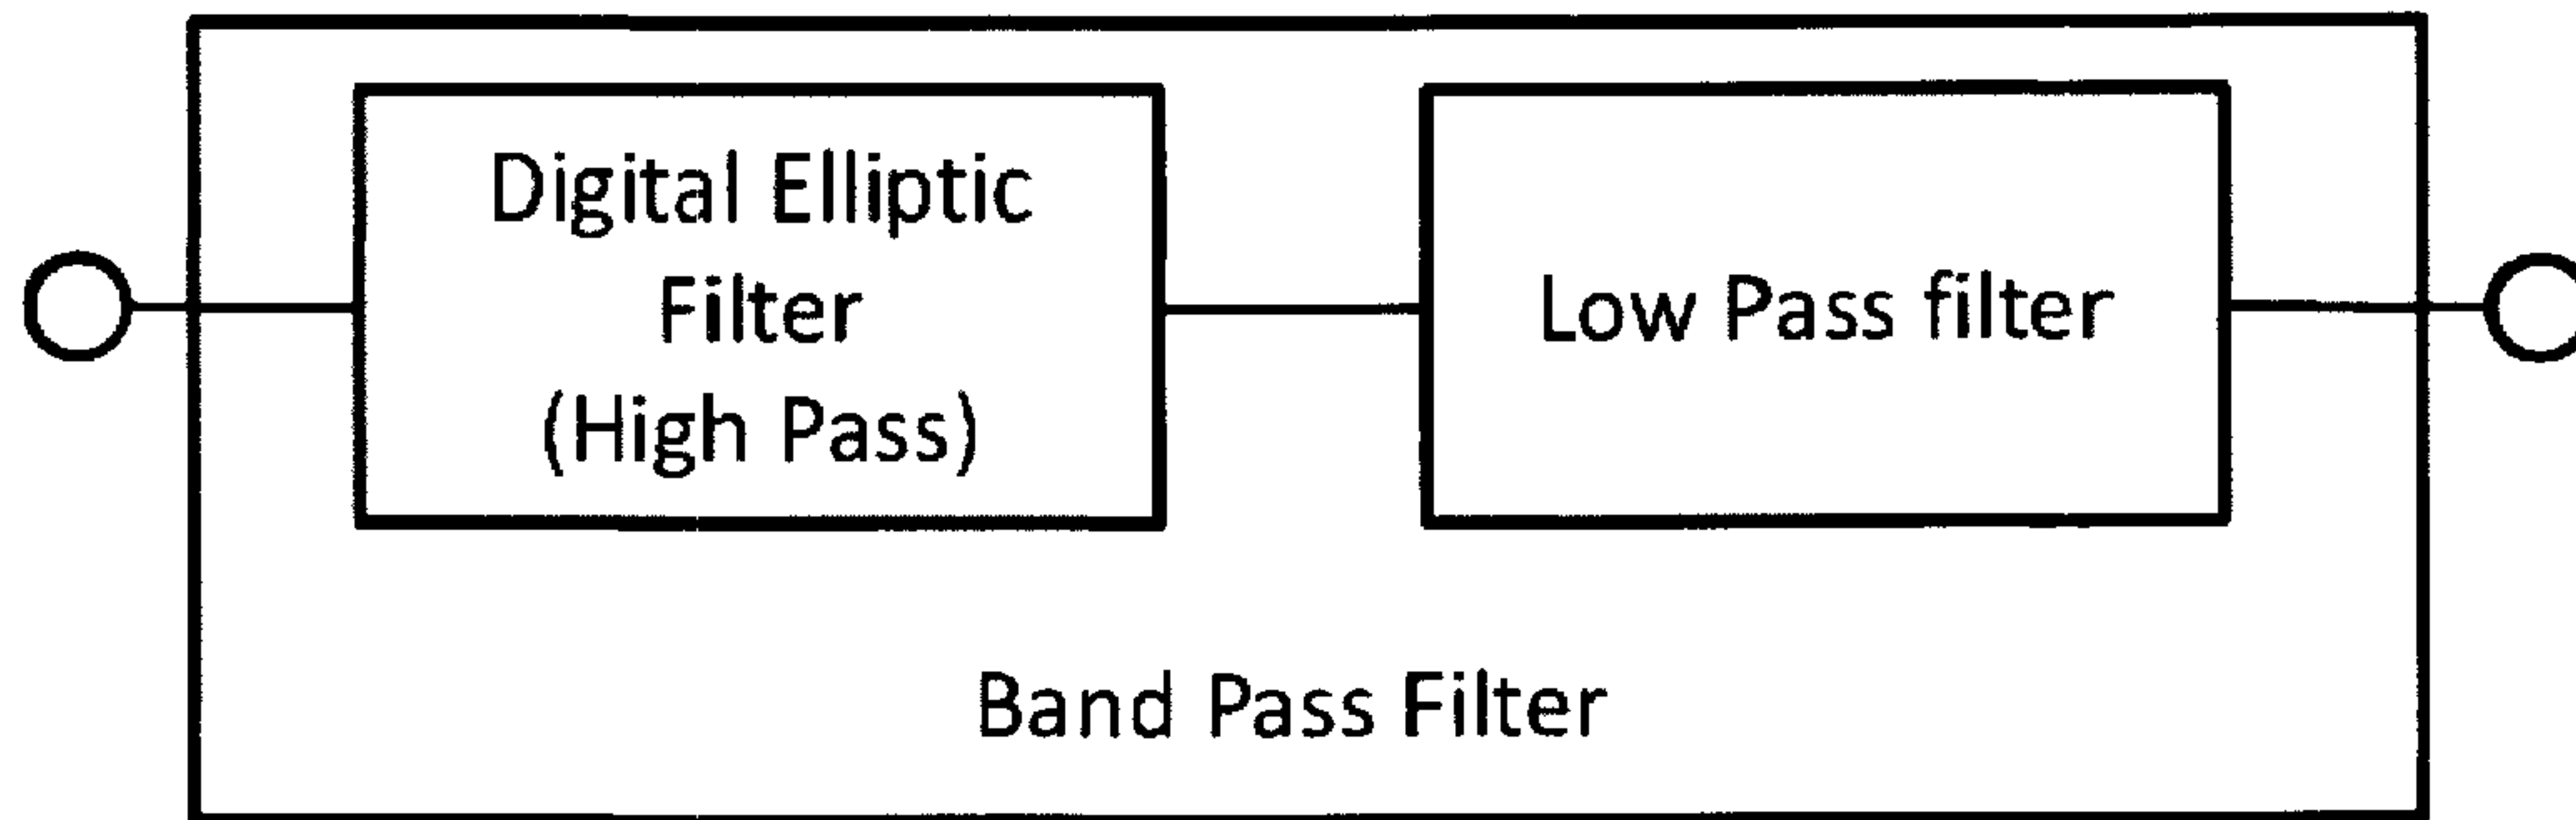 Digital Elliptic
Filter
(High Pass)
Low Pass filter
Band Pass Filter